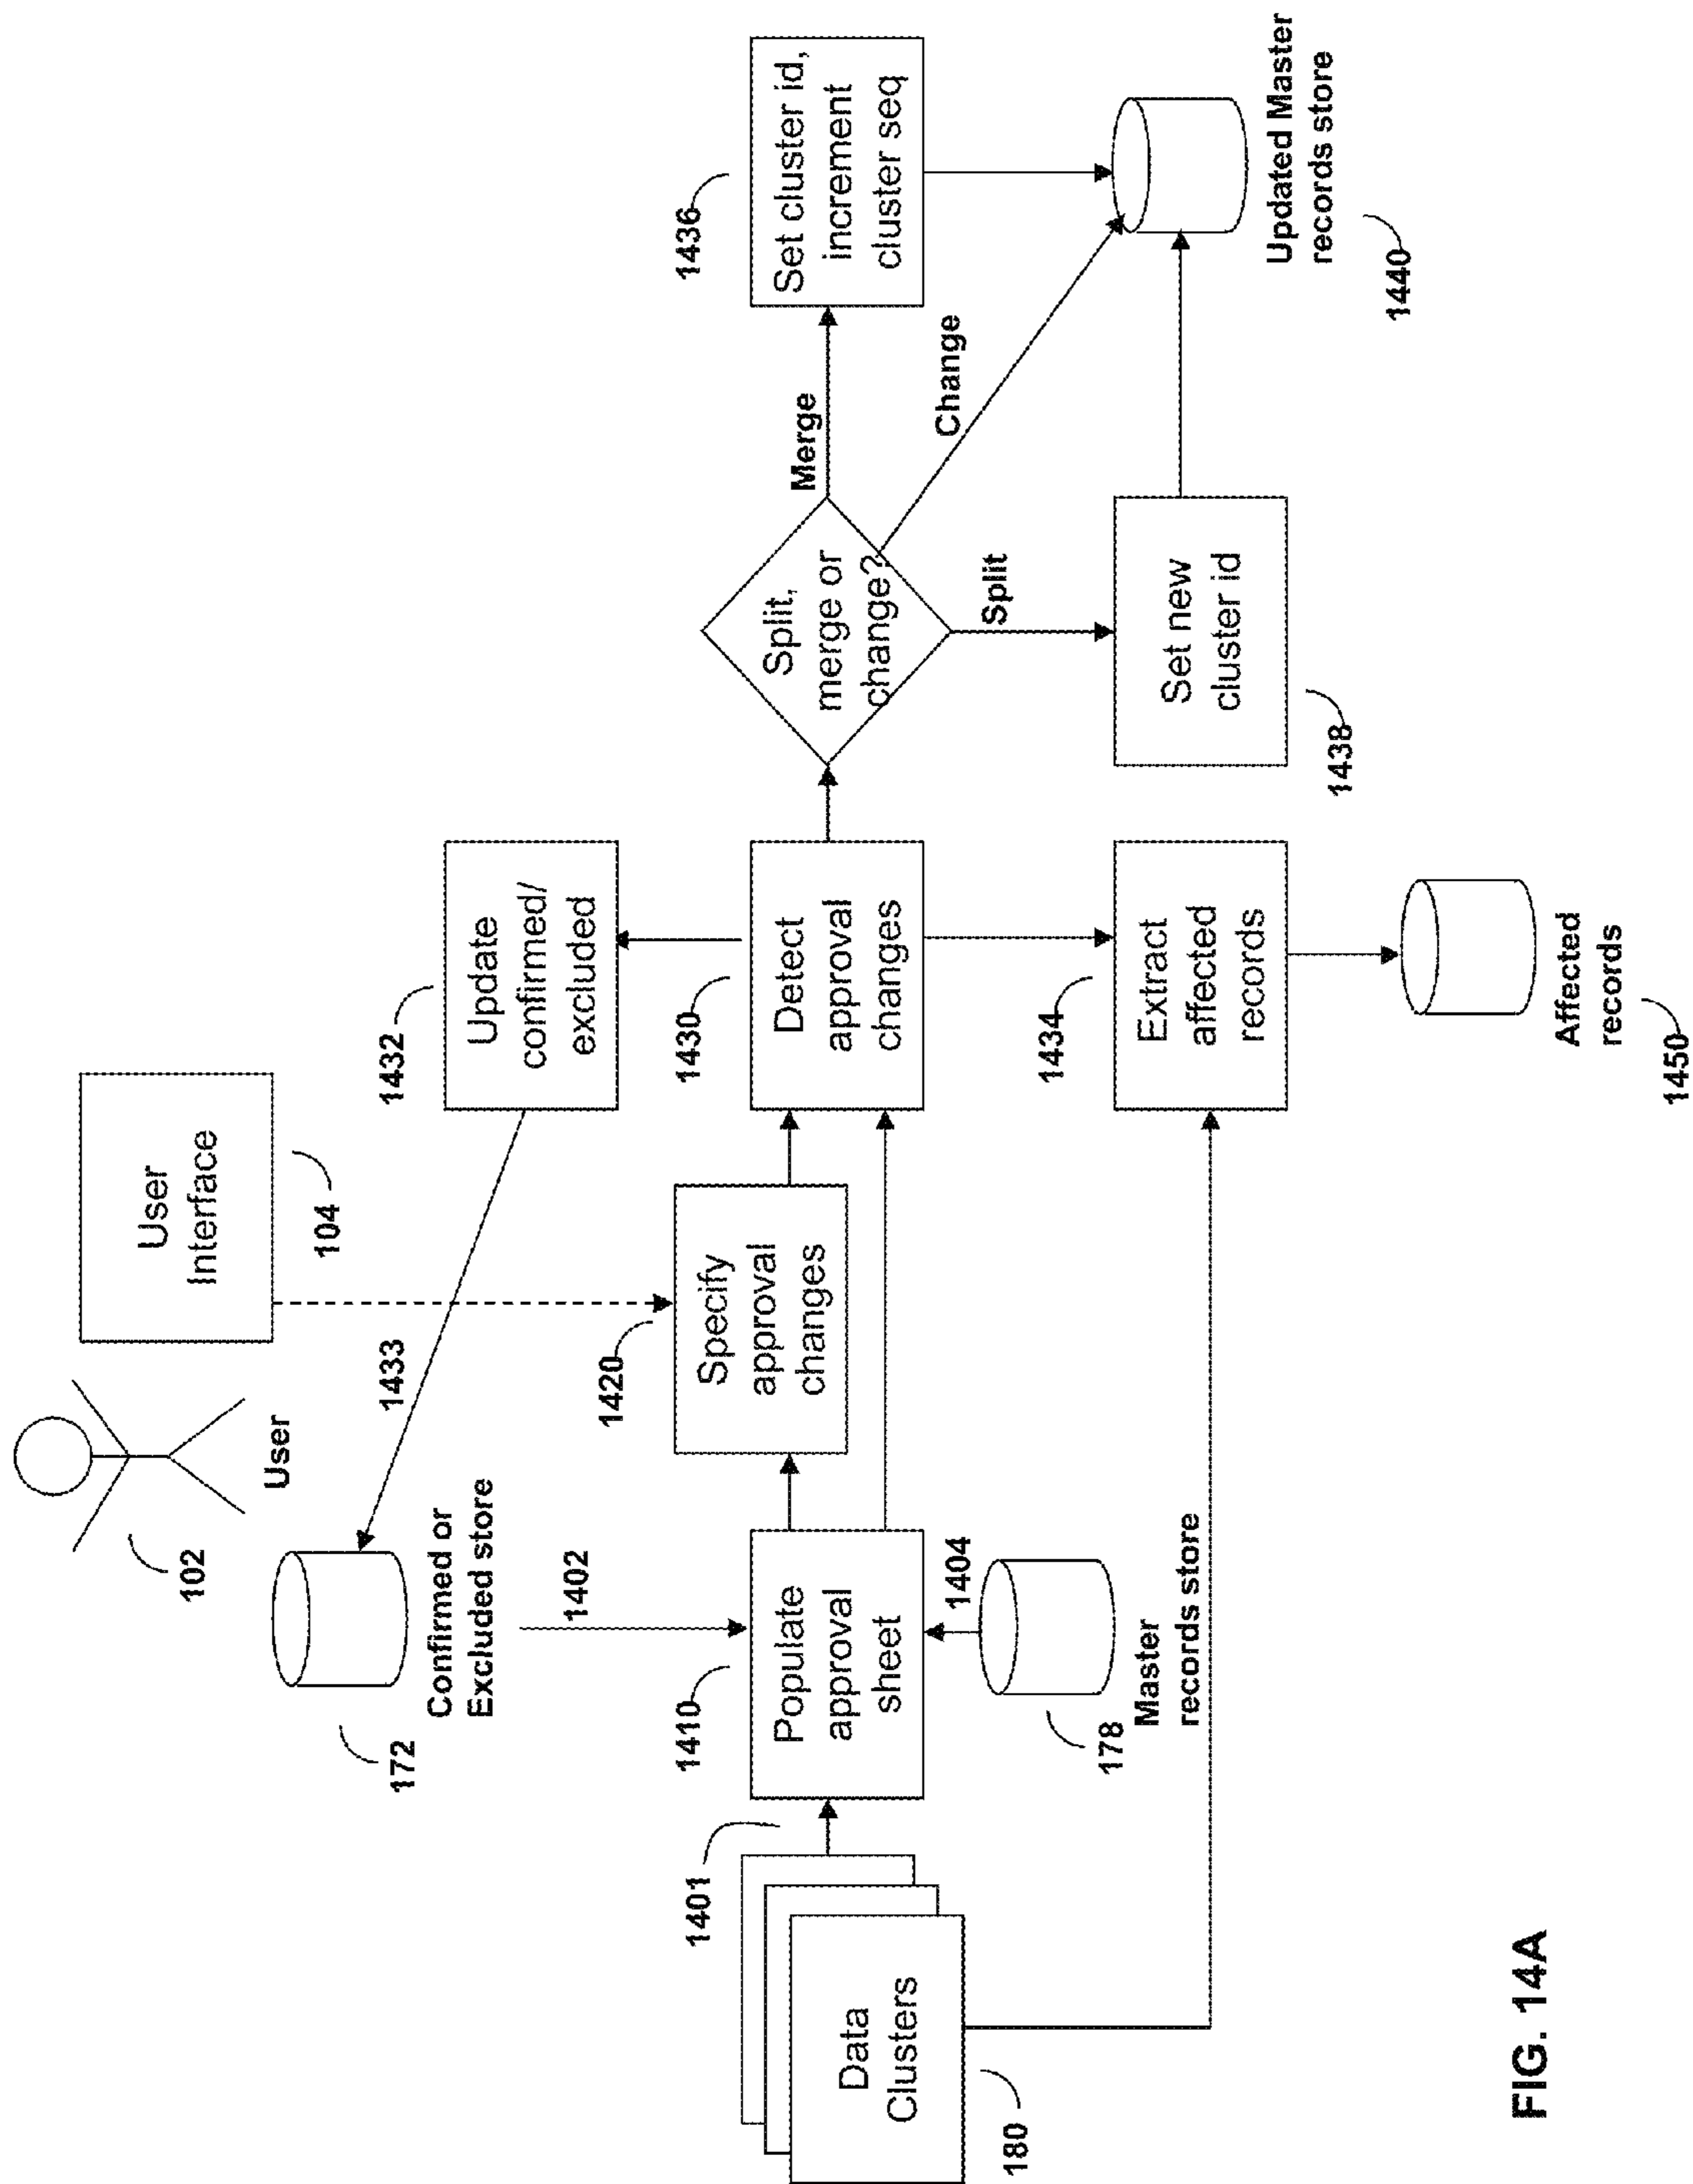 102
User
User
Interface
104
172
Confirmed or
Excluded store
1433
1432
Update
confirmed/
excluded
1402
1420
Specify
approval
changes
1401
1410
Populate
approval
sheet
1430
Detect
approval
changes
Split,
merge or
change?
Merge
1436
Set cluster id,
increment
cluster seq
Change
Split
180
Data
Clusters
1404
178
Master
records store
1434
Extract
affected
records
1438
Set new
cluster id
Updated Master
records store
1440
Affected
records
1450
FIG. 14A